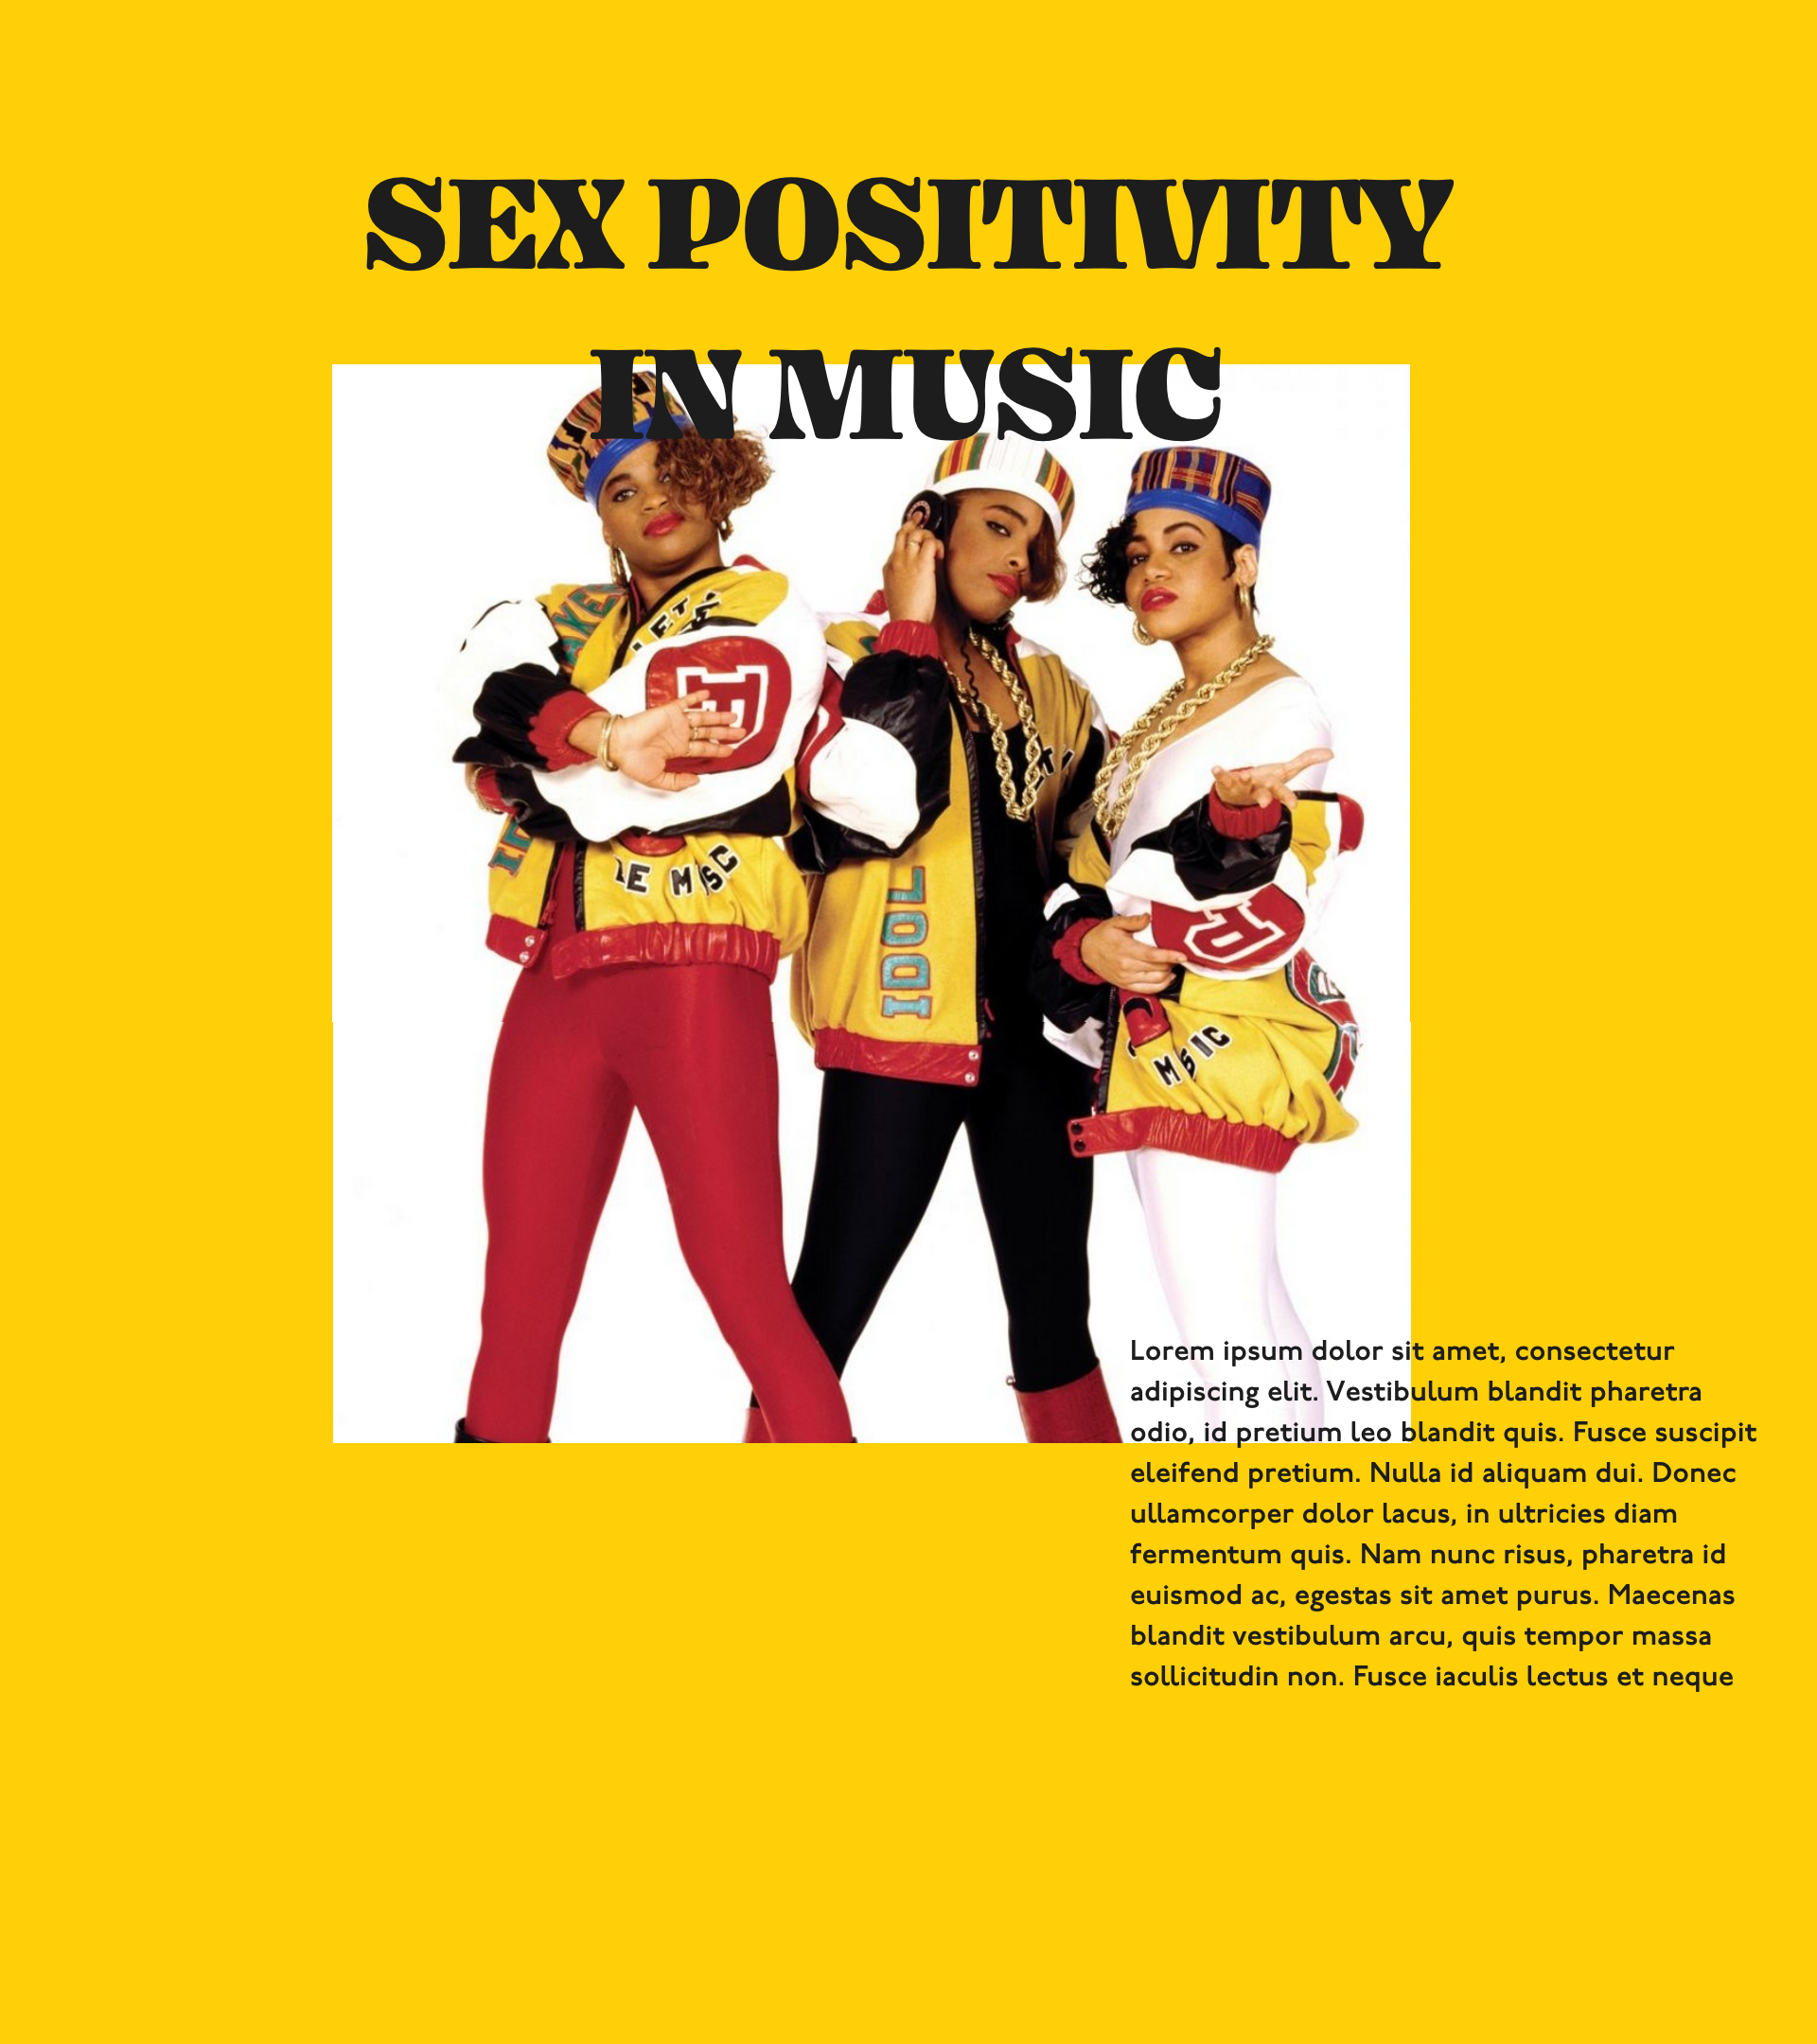 SEX POSITIVITY
IN MUSIC
IDOL
Lorem ipsum dolor sit amet, consectetur
adipiscing elit. Vestibulum blandit pharetra
odio, id pretium leo blandit quis. Fusce suscipit
eleifend pretium. Nulla id aliquam dui. Donec
ullamcorper dolor lacus, in ultricies diam
fermentum quis. Nam nunc risus, pharetra id
euismod ac, egestas sit amet purus. Maecenas
blandit vestibulum arcu, quis tempor massa
sollicitudin non. Fusce iaculis lectus et neque